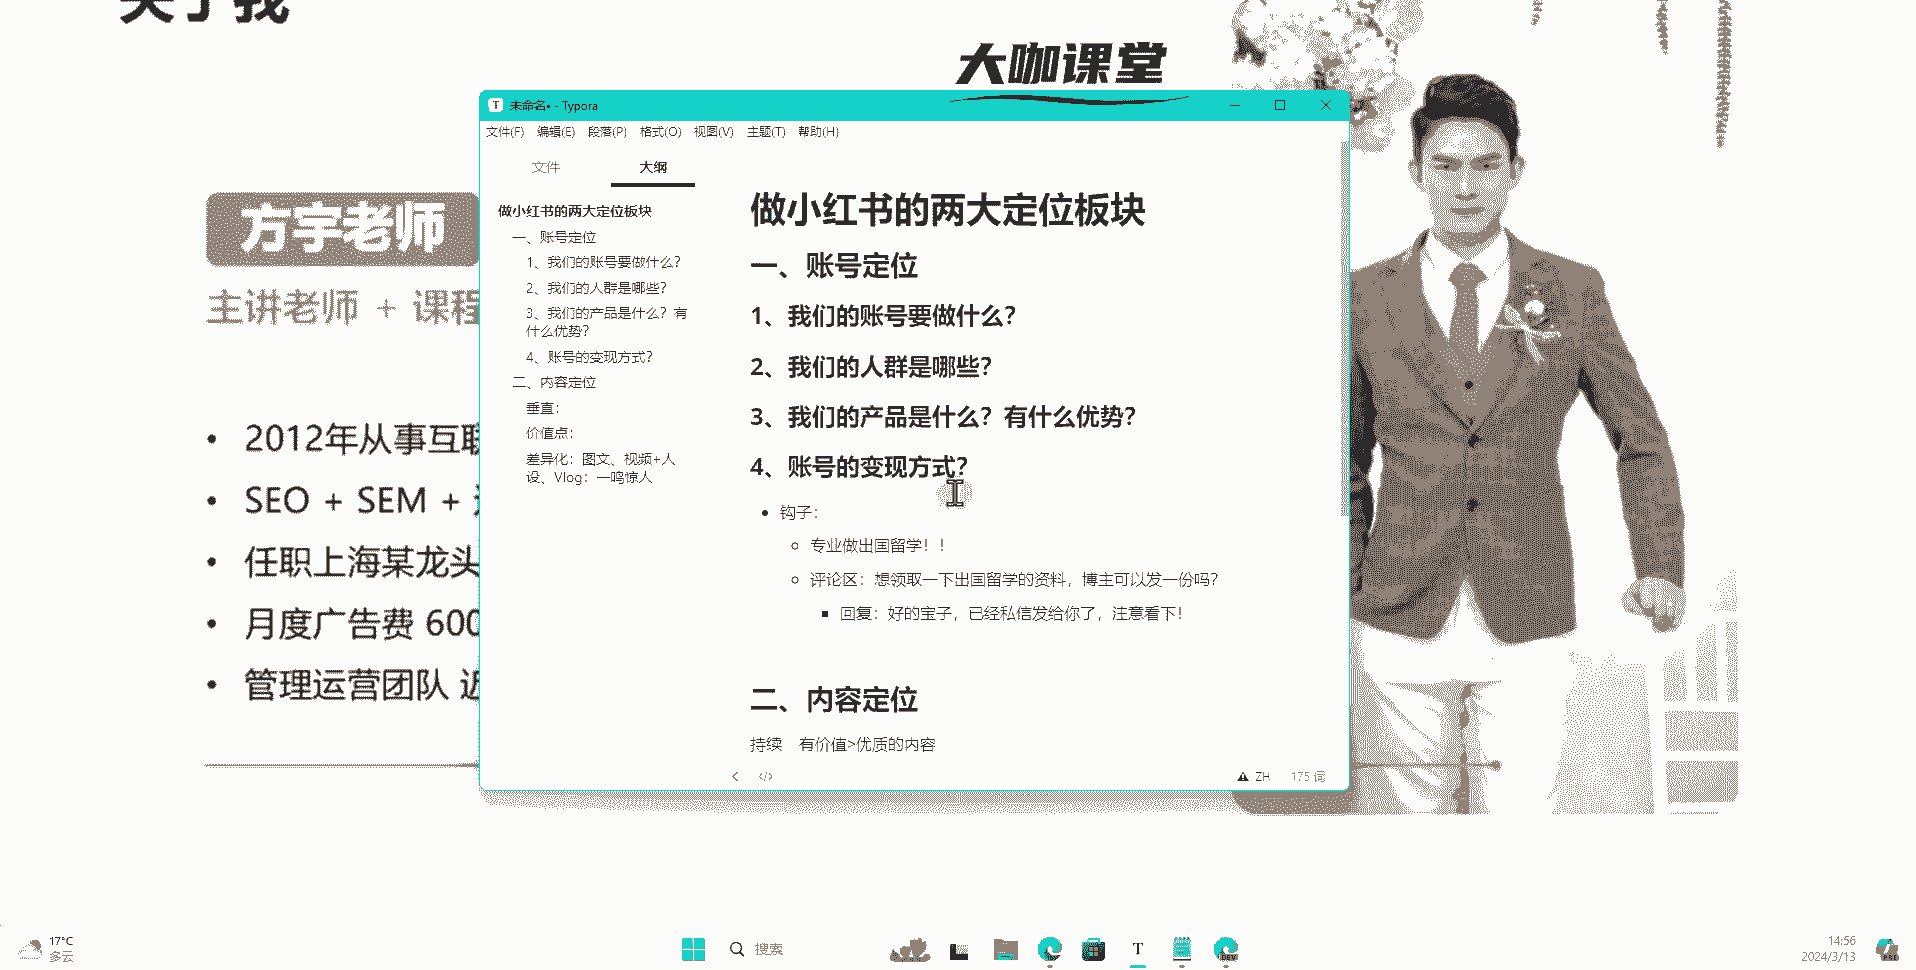 关于我
大咖课堂
未命名• - Typora
文件(F) 编辑(E) 段落(P) 格式(O) 视图(V) 主题(T) 帮助(H)
文件 大纲
做小红书的两大定位板块
一、账号定位
1、我们的账号要做什么?
2、我们的人群是哪些?
3、我们的产品是什么?有
什么优势?
4、账号的变现方式?
二、内容定位
垂直:
价值点:
差异化:图文、视频+人
设、Vlog:一鸣惊人
做小红书的两大定位板块
一、账号定位
1、我们的账号要做什么?
2、我们的人群是哪些?
3、我们的产品是什么?有什么优势?
4、账号的变现方式?
钩子:
专业做出国留学!!
评论区:想领取一下出国留学的资料,博主可以发一份吗?
回复:好的宝子,已经私信发给你了,注意看下!
二、内容定位
持续 有价值>优质的内容
ZH 175 词
方宇老师
主讲老师 + 课程
2012年从事互联
SEO + SEM +
任职上海某龙头
月度广告费 600
管理运营团队 近
17°C
多云
搜索
14:56
2024/3/13